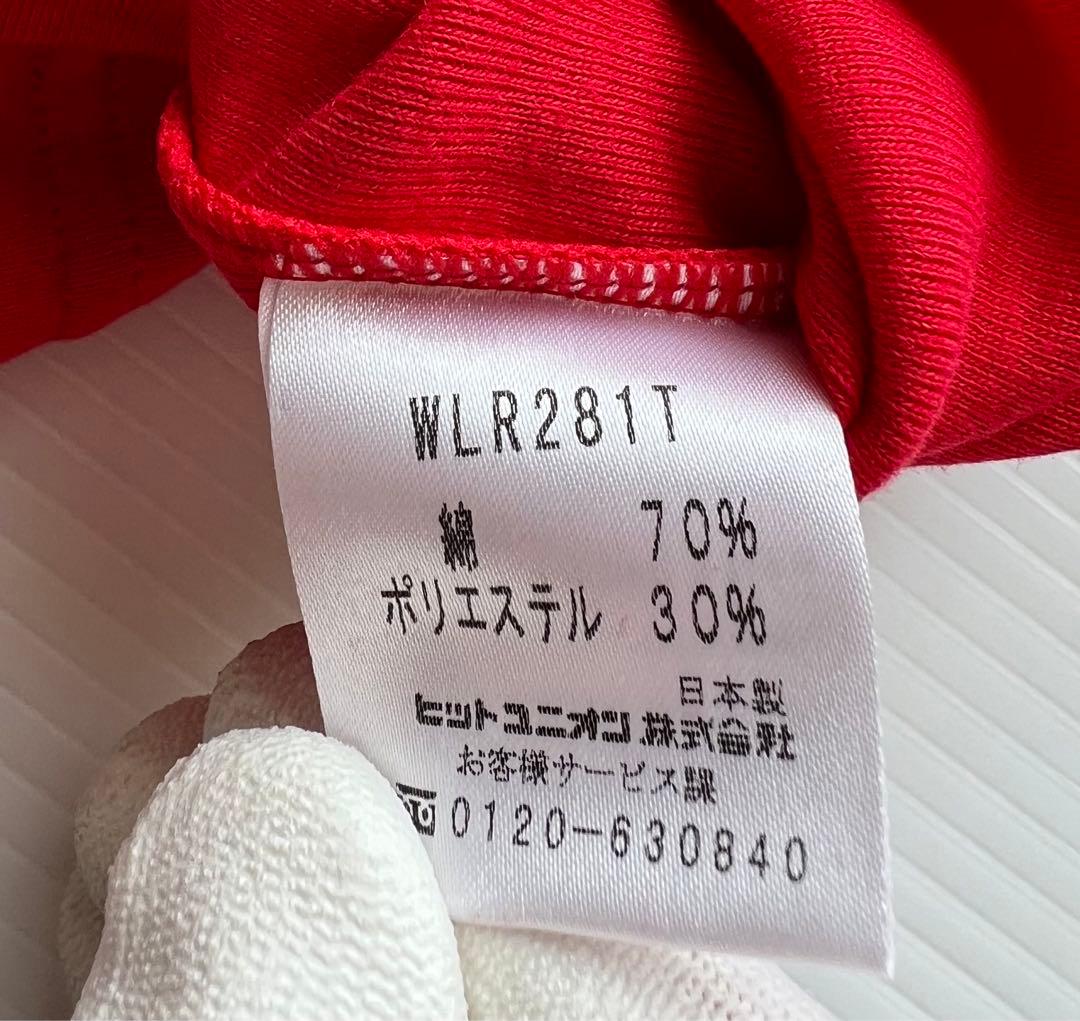 WLR281T
綿 70%
ポリエステル 30%
日本製
ヒットユニオン株式会社
お客様サービス課
0120-630840